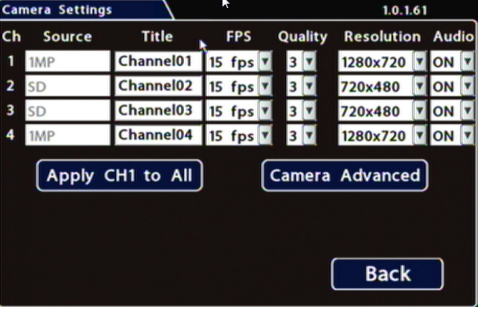 Camera Settings 1.0.1.61
Ch Source Title FPS Quality Resolution Audio
1 1MP Channel01 15 fps 3 1280x720 ON
2 SD Channel02 15 fps 3 720x480 ON
3 SD Channel03 15 fps 3 720x480 ON
4 1MP Channel04 15 fps 3 1280x720 ON
Apply CH1 to All Camera Advanced
Back